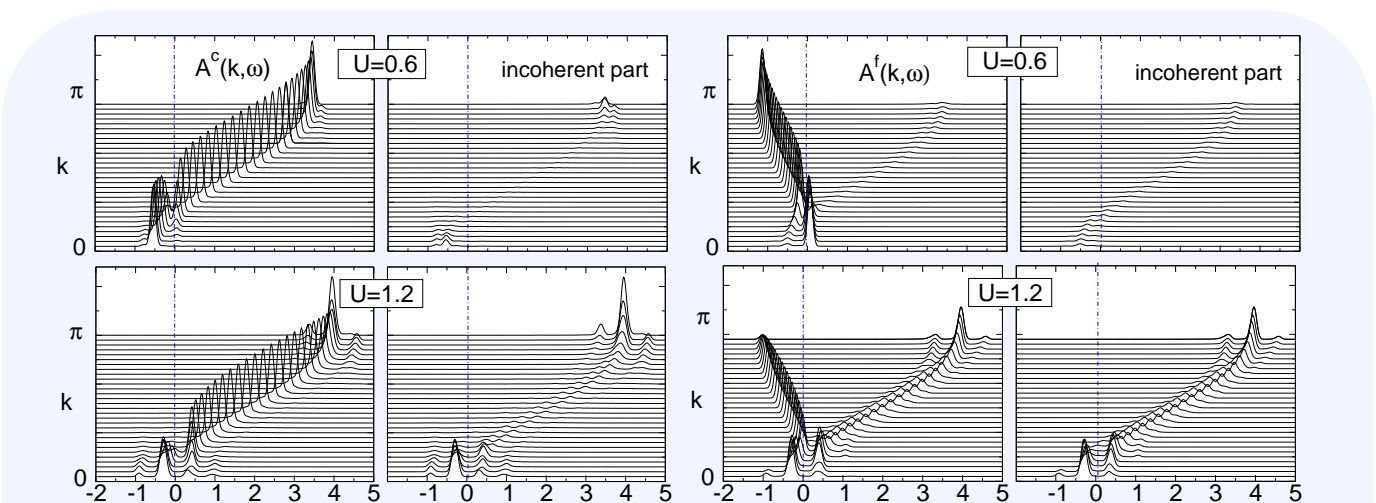 A^c(k,ω)
U=0.6
incoherent part
A^f(k,ω)
U=0.6
incoherent part
π
k
0
π
k
0
U=1.2
U=1.2
π
k
0
π
k
0
-2 -1 0 1 2 3 4 5
-1 0 1 2 3 4 5
-2 -1 0 1 2 3 4 5
-1 0 1 2 3 4 5